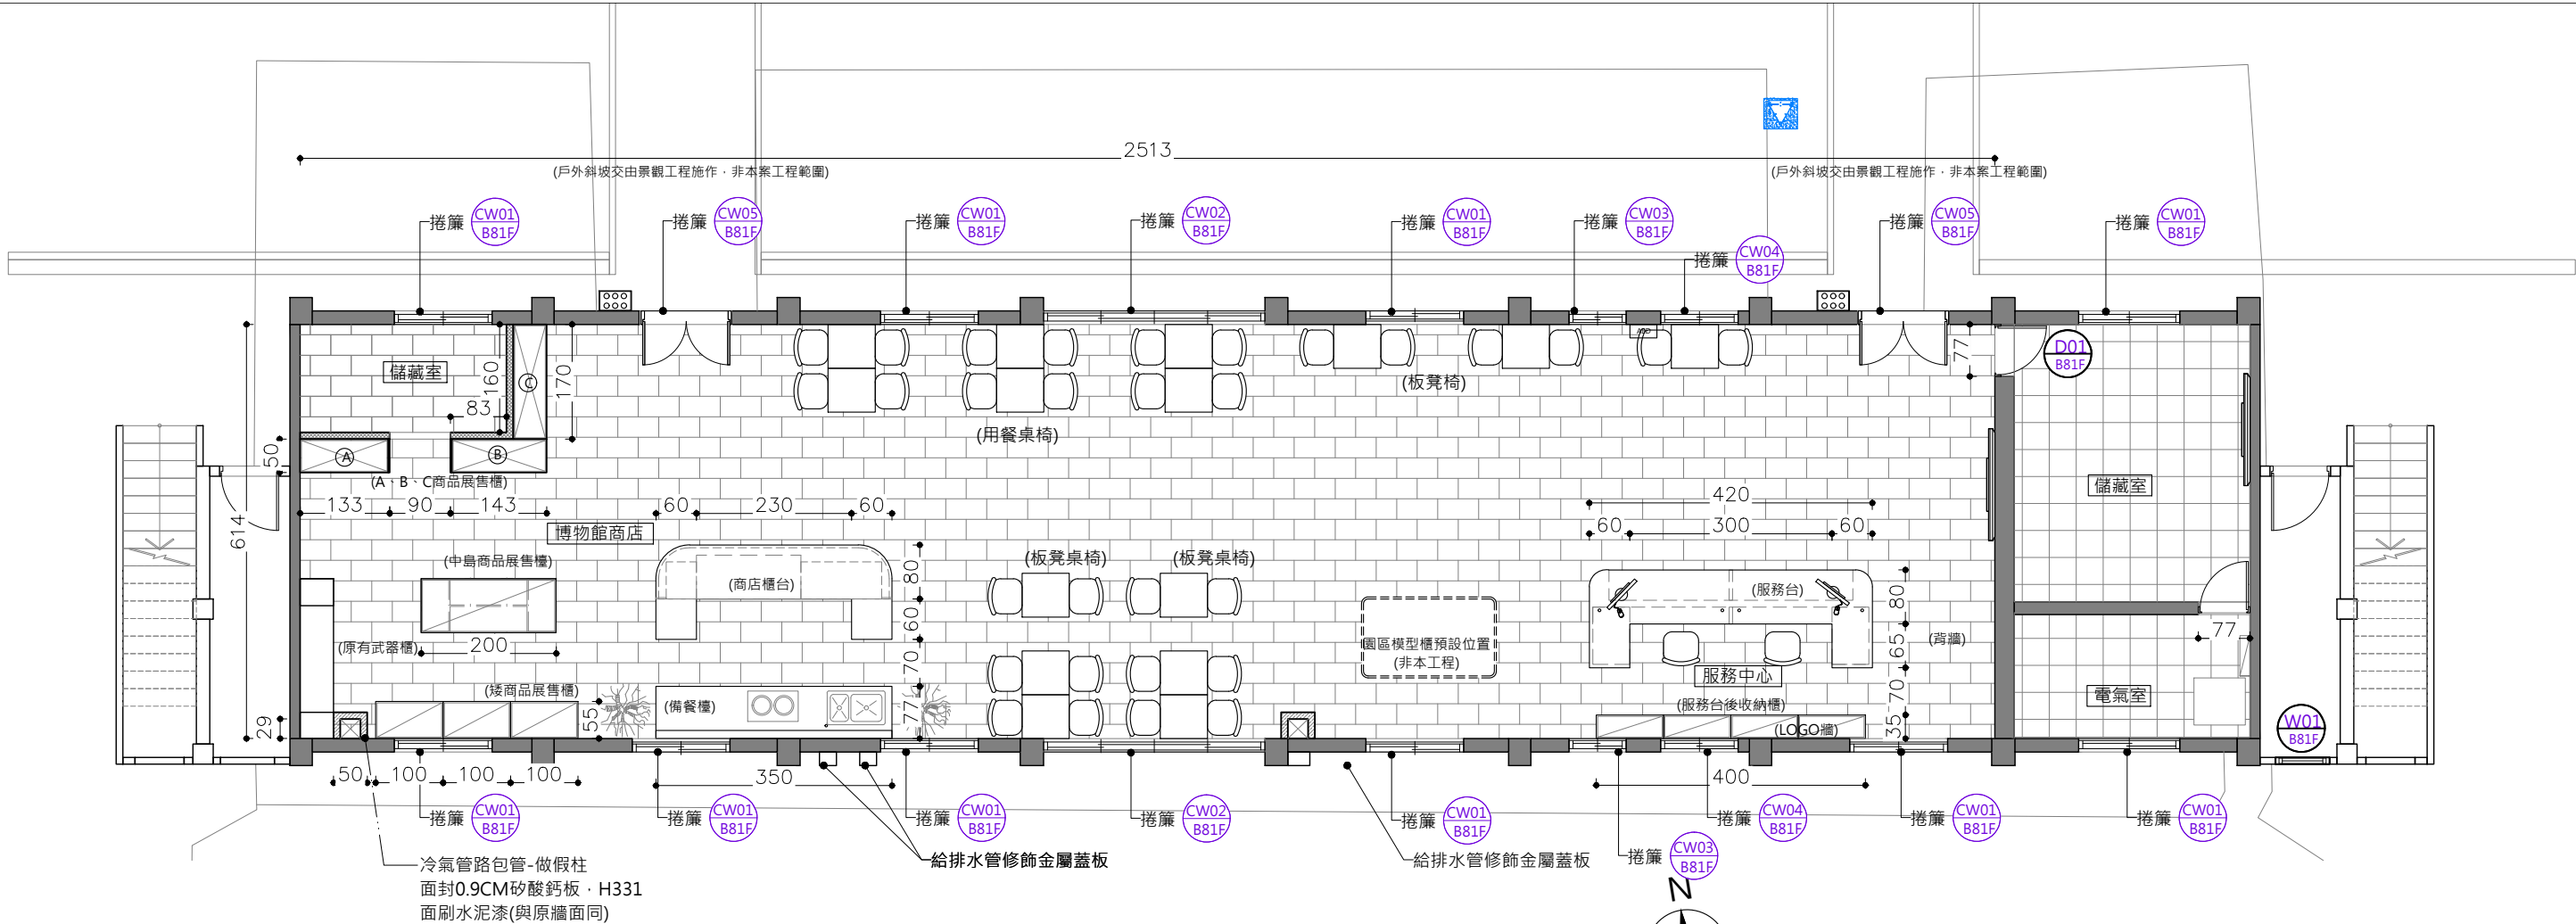 2513
(戶外斜坡交由景觀工程施作，非本案工程範圍)
(戶外斜坡交由景觀工程施作，非本案工程範圍)
捲簾 CW01 B81F
捲簾 CW05 B81F
捲簾 CW01 B81F
捲簾 CW02 B81F
捲簾 CW01 B81F
捲簾 CW03 B81F
捲簾 CW04 B81F
捲簾 CW05 B81F
捲簾 CW01 B81F
儲藏室
160
C
170
83
77
D01
B81F
(板凳椅)
(用餐桌椅)
50
A
B
(A、B、C商品展售櫃)
133
90
143
60
230
60
420
儲藏室
614
博物館商店
60
300
60
(中島商品展售檯)
(板凳桌椅)
(板凳桌椅)
80
(商店櫃台)
(服務台)
80
60
(原有武器櫃)
200
園區模型櫃預設位置
(非本工程)
65
(背牆)
77
70
服務中心
(矮商品展售櫃)
電氣室
55
(備餐檯)
77
(服務台後收納櫃)
70
29
(LOGO牆)
35
W01
B81F
50
100
100
100
350
400
捲簾 CW01 B81F
捲簾 CW01 B81F
捲簾 CW01 B81F
捲簾 CW02 B81F
捲簾 CW01 B81F
捲簾 CW04 B81F
捲簾 CW01 B81F
捲簾 CW01 B81F
捲簾 CW03 B81F
給排水管修飾金屬蓋板
給排水管修飾金屬蓋板
冷氣管路包管-做假柱
面封0.9CM矽酸鈣板，H331
面刷水泥漆(與原牆面同)
N